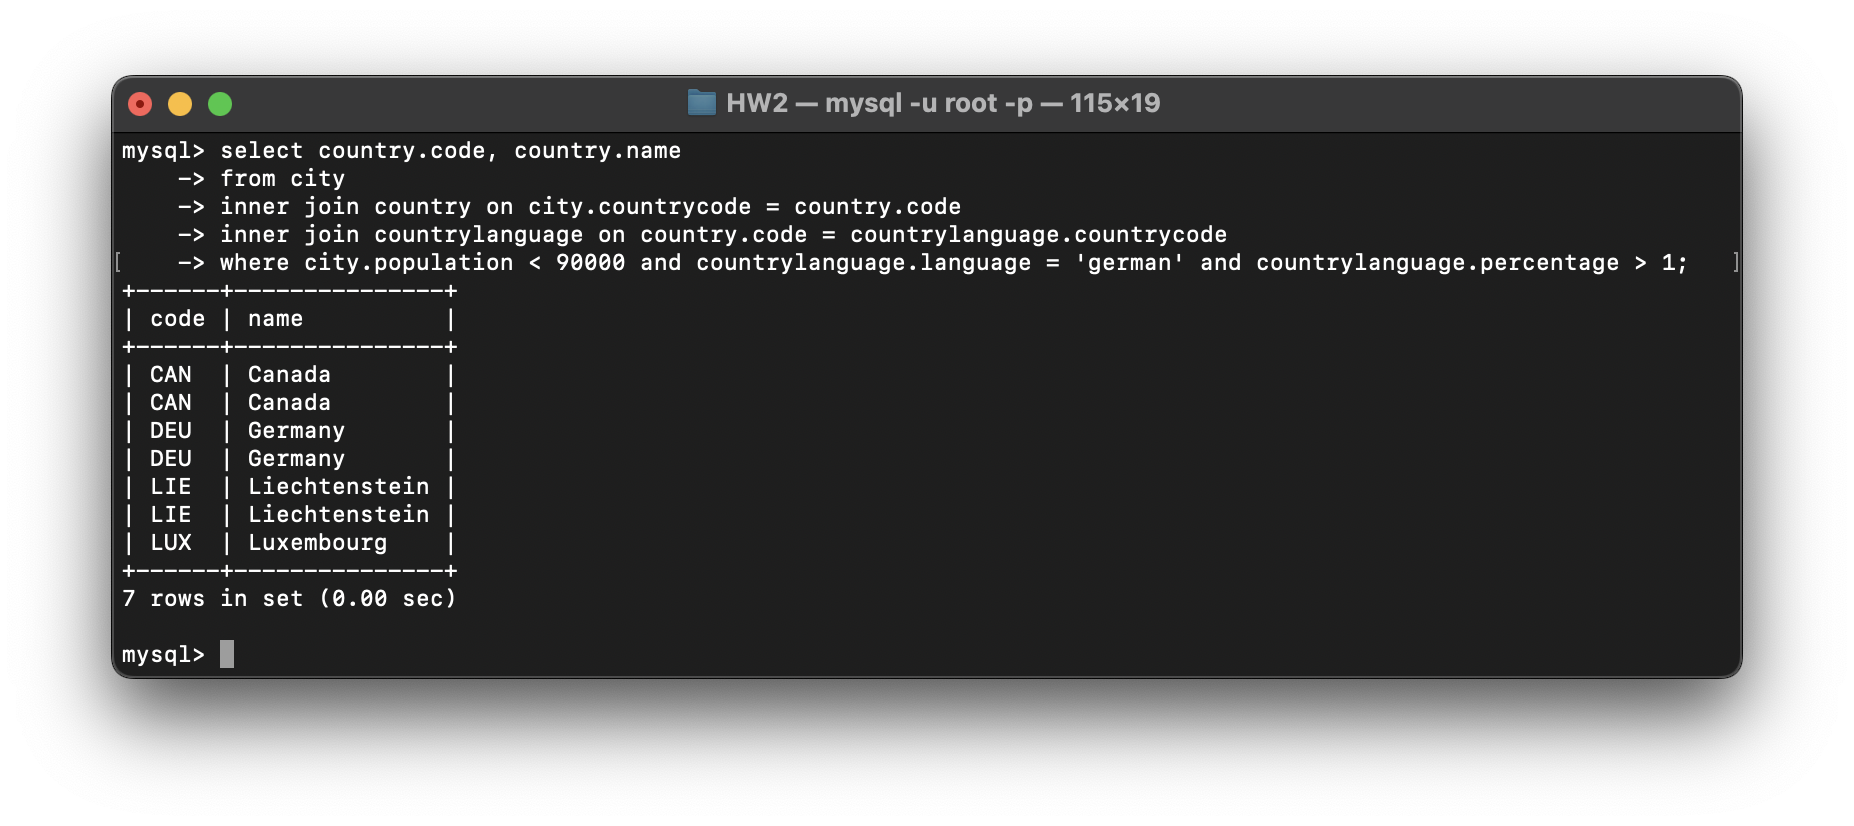 HW2 — mysql -u root -p — 115×19
mysql> select country.code, country.name
    -> from city
    -> inner join country on city.countrycode = country.code
    -> inner join countrylanguage on country.code = countrylanguage.countrycode
[    -> where city.population < 90000 and countrylanguage.language = 'german' and countrylanguage.percentage > 1;   ]
+------+---------------+
| code | name          |
+------+---------------+
| CAN  | Canada        |
| CAN  | Canada        |
| DEU  | Germany       |
| DEU  | Germany       |
| LIE  | Liechtenstein |
| LIE  | Liechtenstein |
| LUX  | Luxembourg    |
+------+---------------+
7 rows in set (0.00 sec)
mysql>